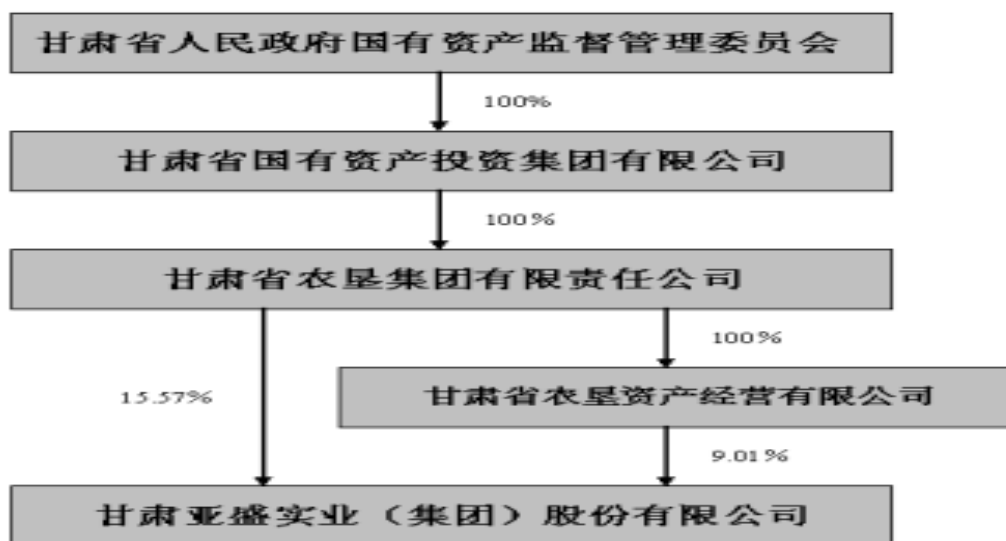 甘肃省人民政府国有资产监督管理委员会
100%
甘肃省国有资产投资集团有限公司
100%
甘肃省农垦集团有限责任公司
100%
15.57%
甘肃省农垦资产经营有限公司
9.01%
甘肃亚盛实业（集团）股份有限公司